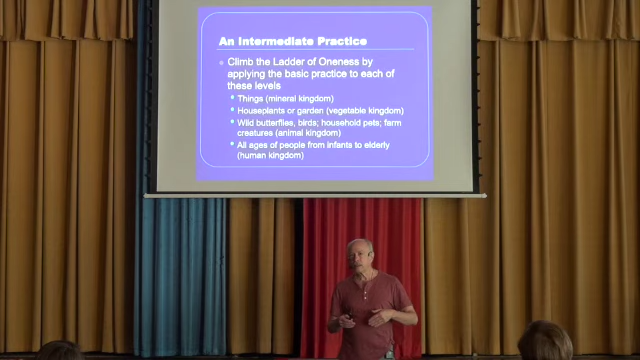 An Intermediate Practice
Climb the Ladder of Oneness by
applying the basic practice to each of
these levels
Things (mineral kingdom)
Houseplants or garden (vegetable kingdom)
Wild butterflies, birds; household pets; farm
creatures (animal kingdom)
All ages of people from infants to elderly
(human kingdom)